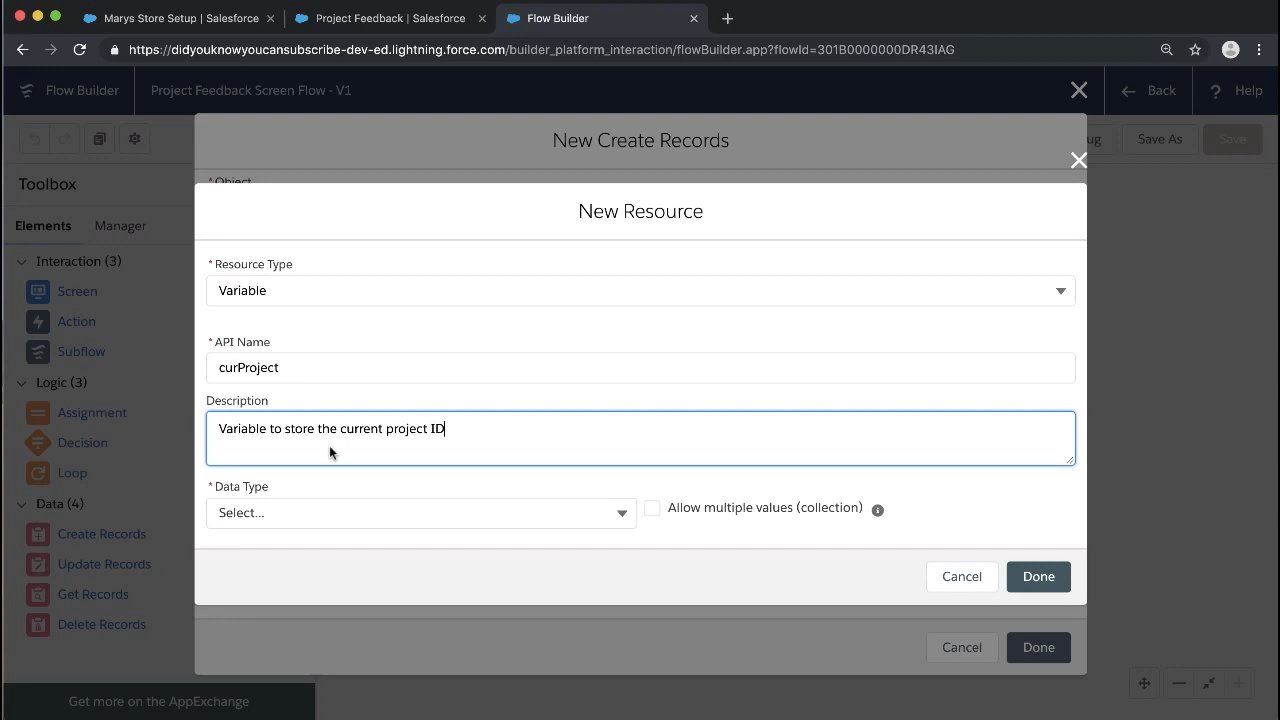 Marys Store Setup | Salesforce
Project Feedback | Salesforce
Flow Builder
https://didyouknowyoucansubscribe-dev-ed.lightning.force.com/builder_platform_interaction/flowBuilder.app?flowId=301B0000000DR43IAG
Flow Builder
Project Feedback Screen Flow - V1
Back
? Help
New Create Records
Save As
Save
Toolbox
* Object
New Resource
Elements
Manager
Interaction (3)
Screen
Action
Subflow
Logic (3)
Assignment
Decision
Loop
Data (4)
Create Records
Update Records
Get Records
Delete Records
Get more on the AppExchange
* Resource Type
Variable
* API Name
curProject
Description
Variable to store the current project ID
* Data Type
Select...
Allow multiple values (collection)
Cancel
Done
Cancel
Done